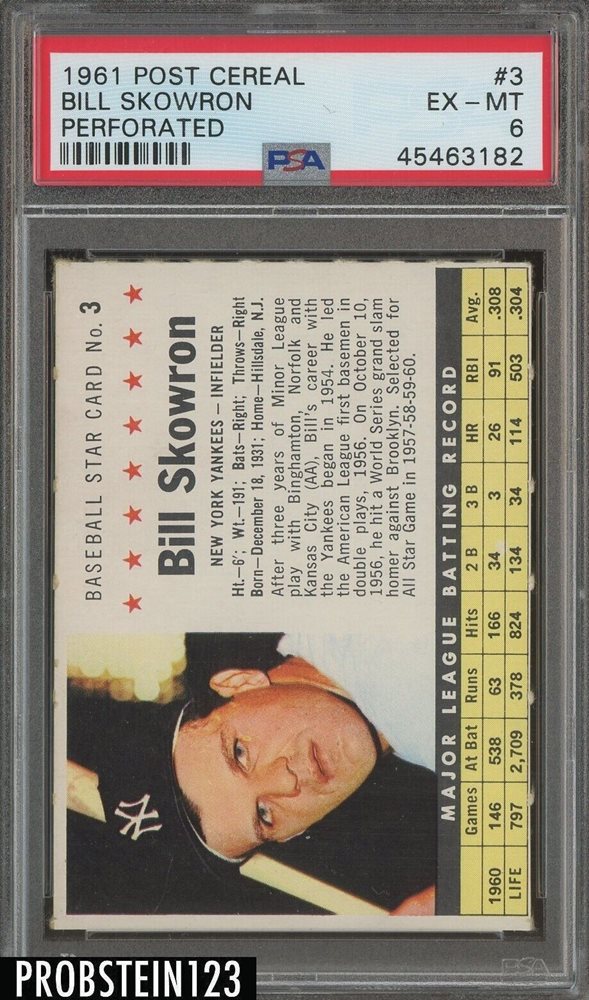 1961 POST CEREAL #3
BILL SKOWRON EX - MT
PERFORATED 6
PSA 45463182
BASEBALL STAR CARD No. 3
Bill Skowron
NEW YORK YANKEES – INFIELDER
Ht.—6'; Wt.—191; Bats—Right; Throws—Right
Born—December 18, 1931; Home—Hillsdale, N.J.
After three years of Minor League
play with Binghamton, Norfolk and
Kansas City (AA), Bill's career with
the Yankees began in 1954. He led
the American League first basemen in
double plays, 1956. On October 10,
1956, he hit a World Series grand slam
homer against Brooklyn. Selected for
All Star Game in 1957-58-59-60.
NY
MAJOR LEAGUE BATTING RECORD
Games At Bat Runs Hits 2 B 3 B HR RBI Avg.
1960 146 538 63 166 34 3 26 91 .308
LIFE 797 2,709 378 824 134 34 114 503 .304
PSA
PROBSTEIN123